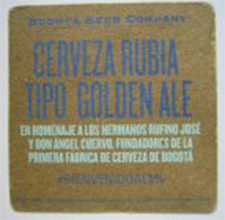 BOGOTA BEER COMPANY
CERVEZA RUBIA
TIPO GOLDEN ALE
EN HOMENAJE A LOS HERMANOS RUFINO JOSÉ
Y DON ÁNGEL CUERVO, FUNDADORES DE LA
PRIMERA FABRICA DE CERVEZA DE BOGOTÁ